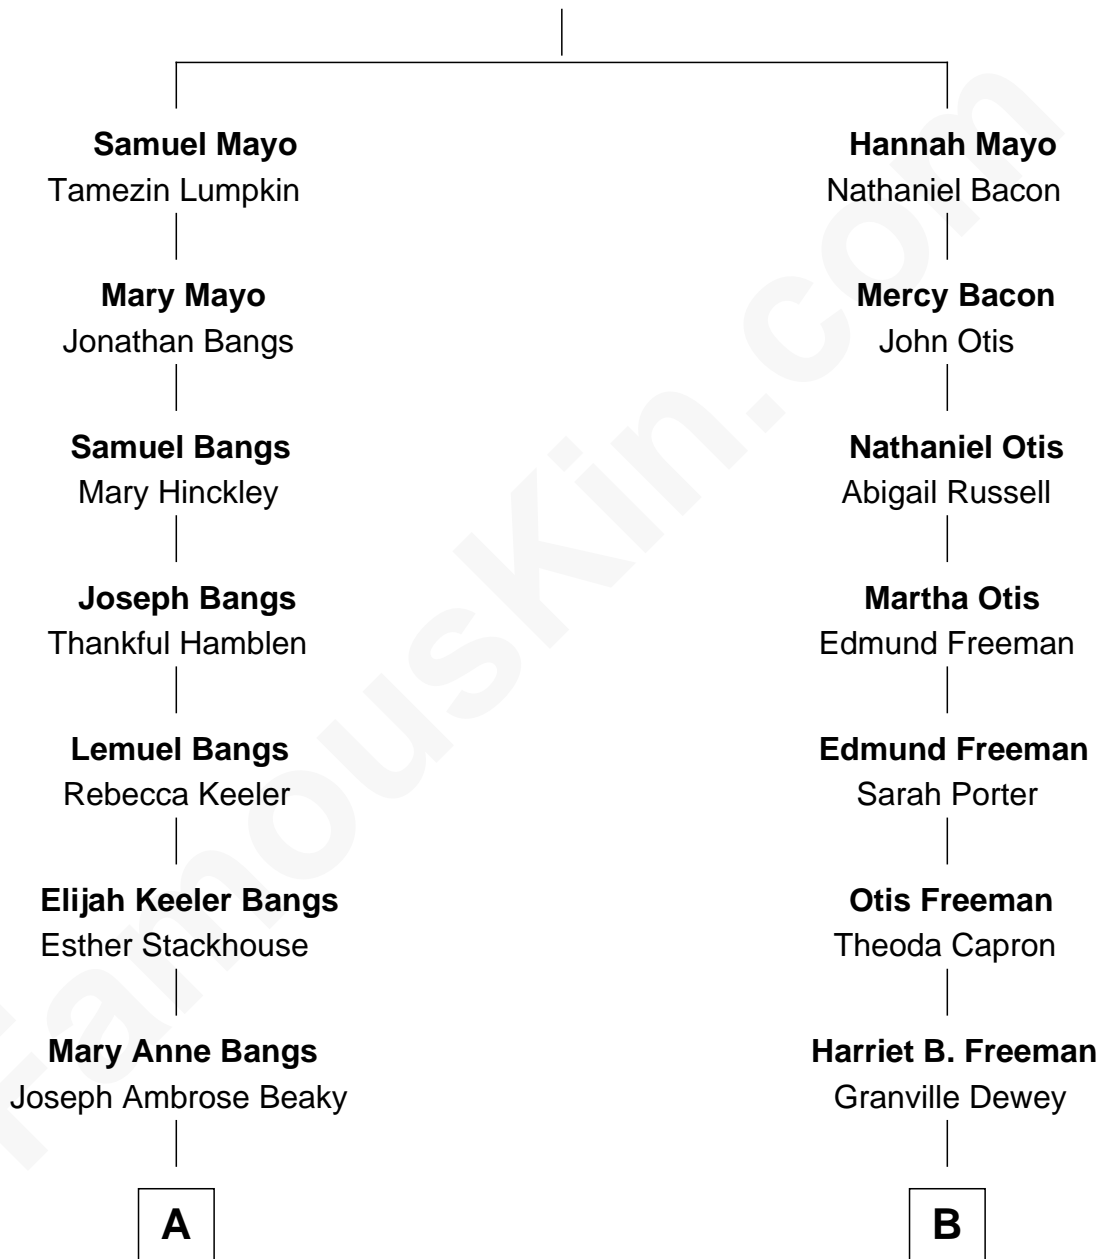 Samuel Mayo
Tamezin Lumpkin
Hannah Mayo
Nathaniel Bacon
Mary Mayo
Jonathan Bangs
Mercy Bacon
John Otis
Samuel Bangs
Mary Hinckley
Nathaniel Otis
Abigail Russell
Joseph Bangs
Thankful Hamblen
Martha Otis
Edmund Freeman
Lemuel Bangs
Rebecca Keeler
Edmund Freeman
Sarah Porter
Elijah Keeler Bangs
Esther Stackhouse
Otis Freeman
Theoda Capron
Mary Anne Bangs
Joseph Ambrose Beaky
Harriet B. Freeman
Granville Dewey
A
B
FamousKin.com